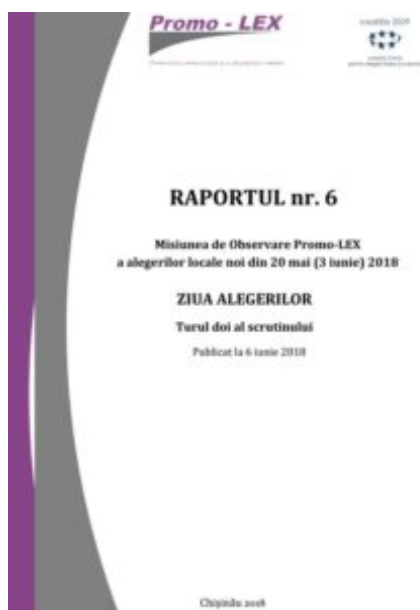 Promo - LEX
RAPORTUL nr. 6
Misiunea de Observare Promo-LEX
a alegerilor locale noi din 20 mai (3 iunie) 2018
ZIUA ALEGERILOR
Turul doi al scrutinului
Publicat la 6 iunie 2018
Chișinău 2018